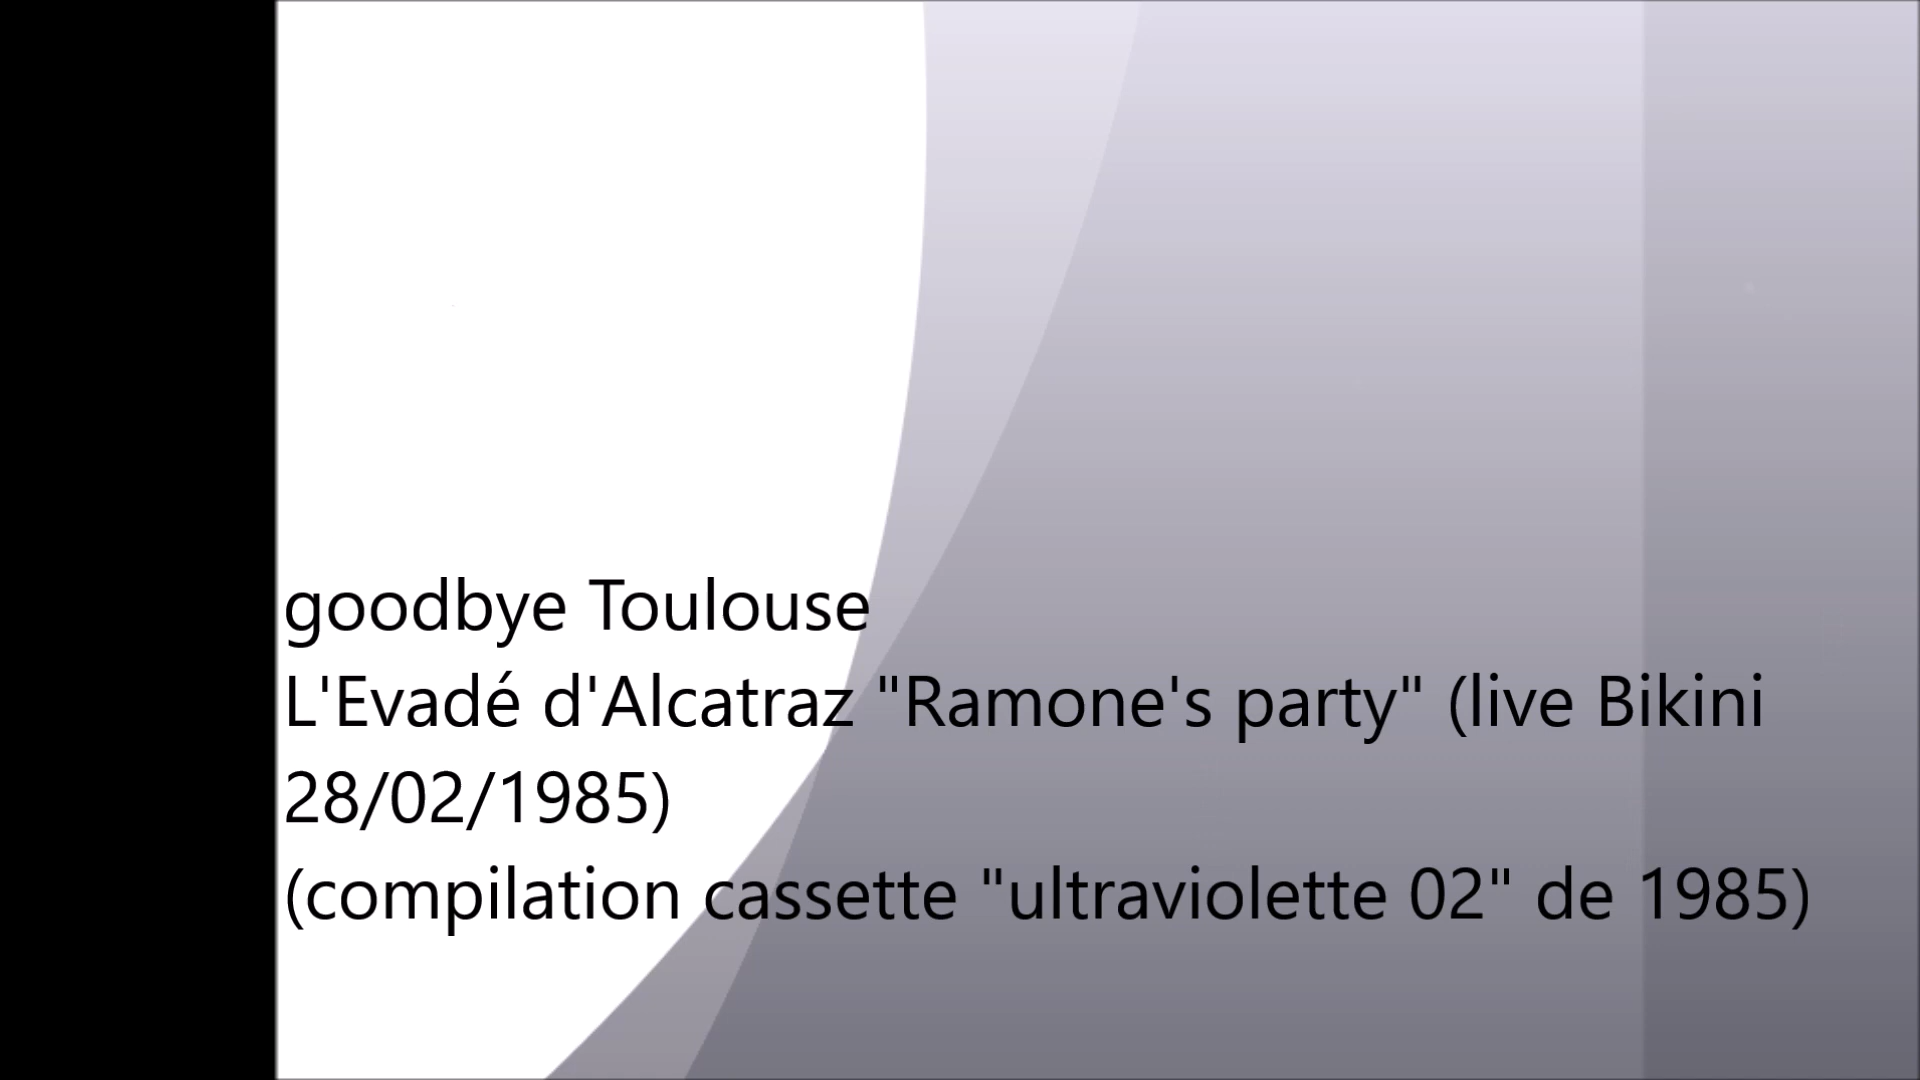 goodbye Toulouse
L'Evadé d'Alcatraz "Ramone's party" (live Bikini
28/02/1985)
(compilation cassette "ultraviolette 02" de 1985)